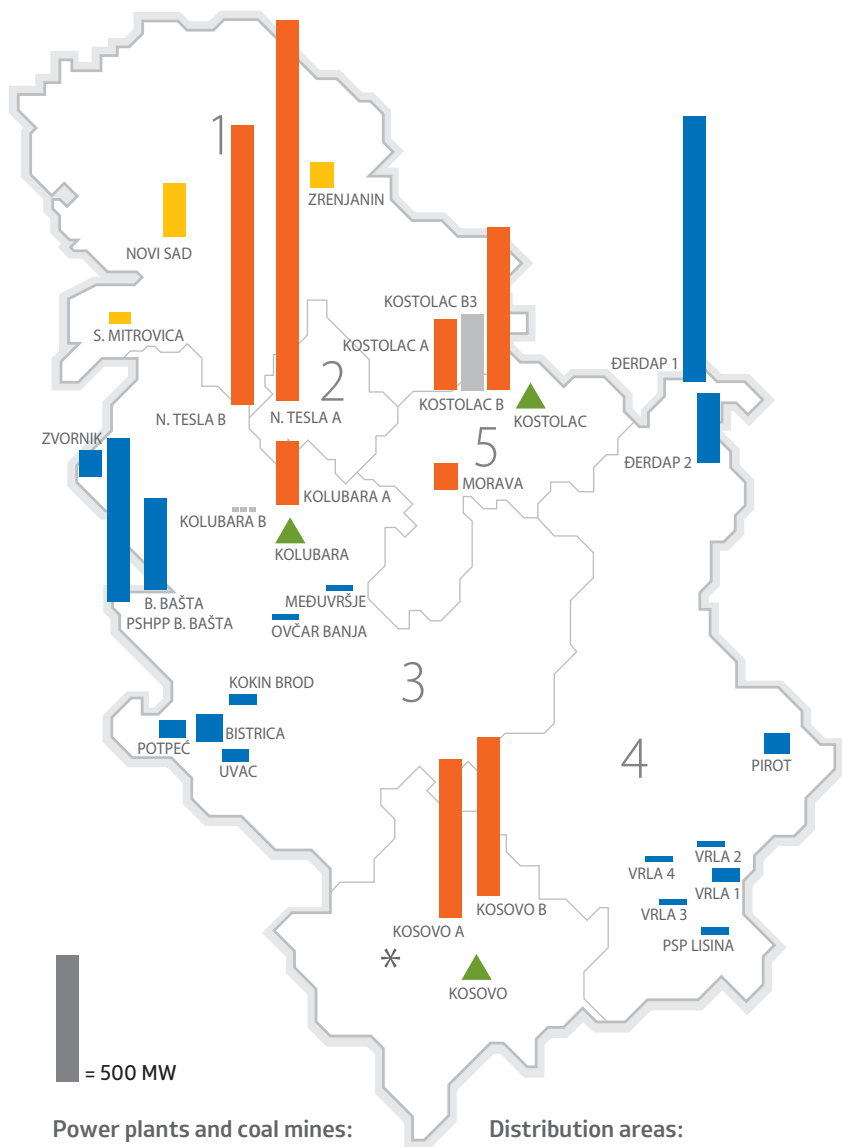 1
ZRENJANIN
NOVI SAD
KOSTOLAC B3
S. MITROVICA
KOSTOLAC A
ĐERDAP 1
2
KOSTOLAC B
N. TESLA B
N. TESLA A
KOSTOLAC
ZVORNIK
5
ĐERDAP 2
MORAVA
KOLUBARA A
KOLUBARA B
KOLUBARA
B. BAŠTA
MEĐUVRŠJE
PSHPP B. BAŠTA
OVČAR BANJA
3
KOKIN BROD
BISTRICA
POTPEĆ
UVAC
4
PIROT
VRLA 2
VRLA 4
VRLA 1
VRLA 3
KOSOVO B
KOSOVO A
PSP LISINA
*
KOSOVO
= 500 MW
Power plants and coal mines:
Distribution areas: